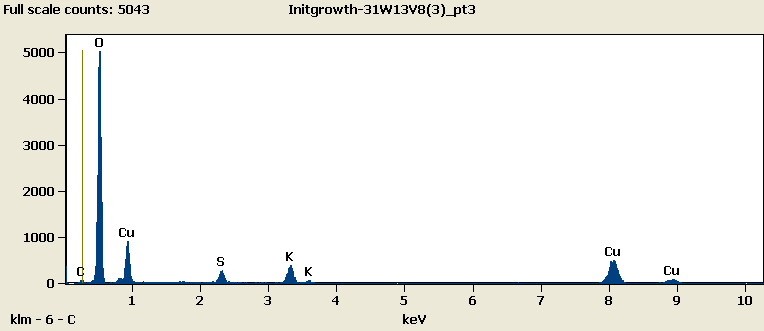 Full scale counts: 5043 Initgrowth-31W13V8(3)_pt3
O
5000
4000
3000
2000
1000
0
Cu
C
S
K
K
Cu
Cu
1 2 3 4 5 6 7 8 9 10
klm - 6 - C keV